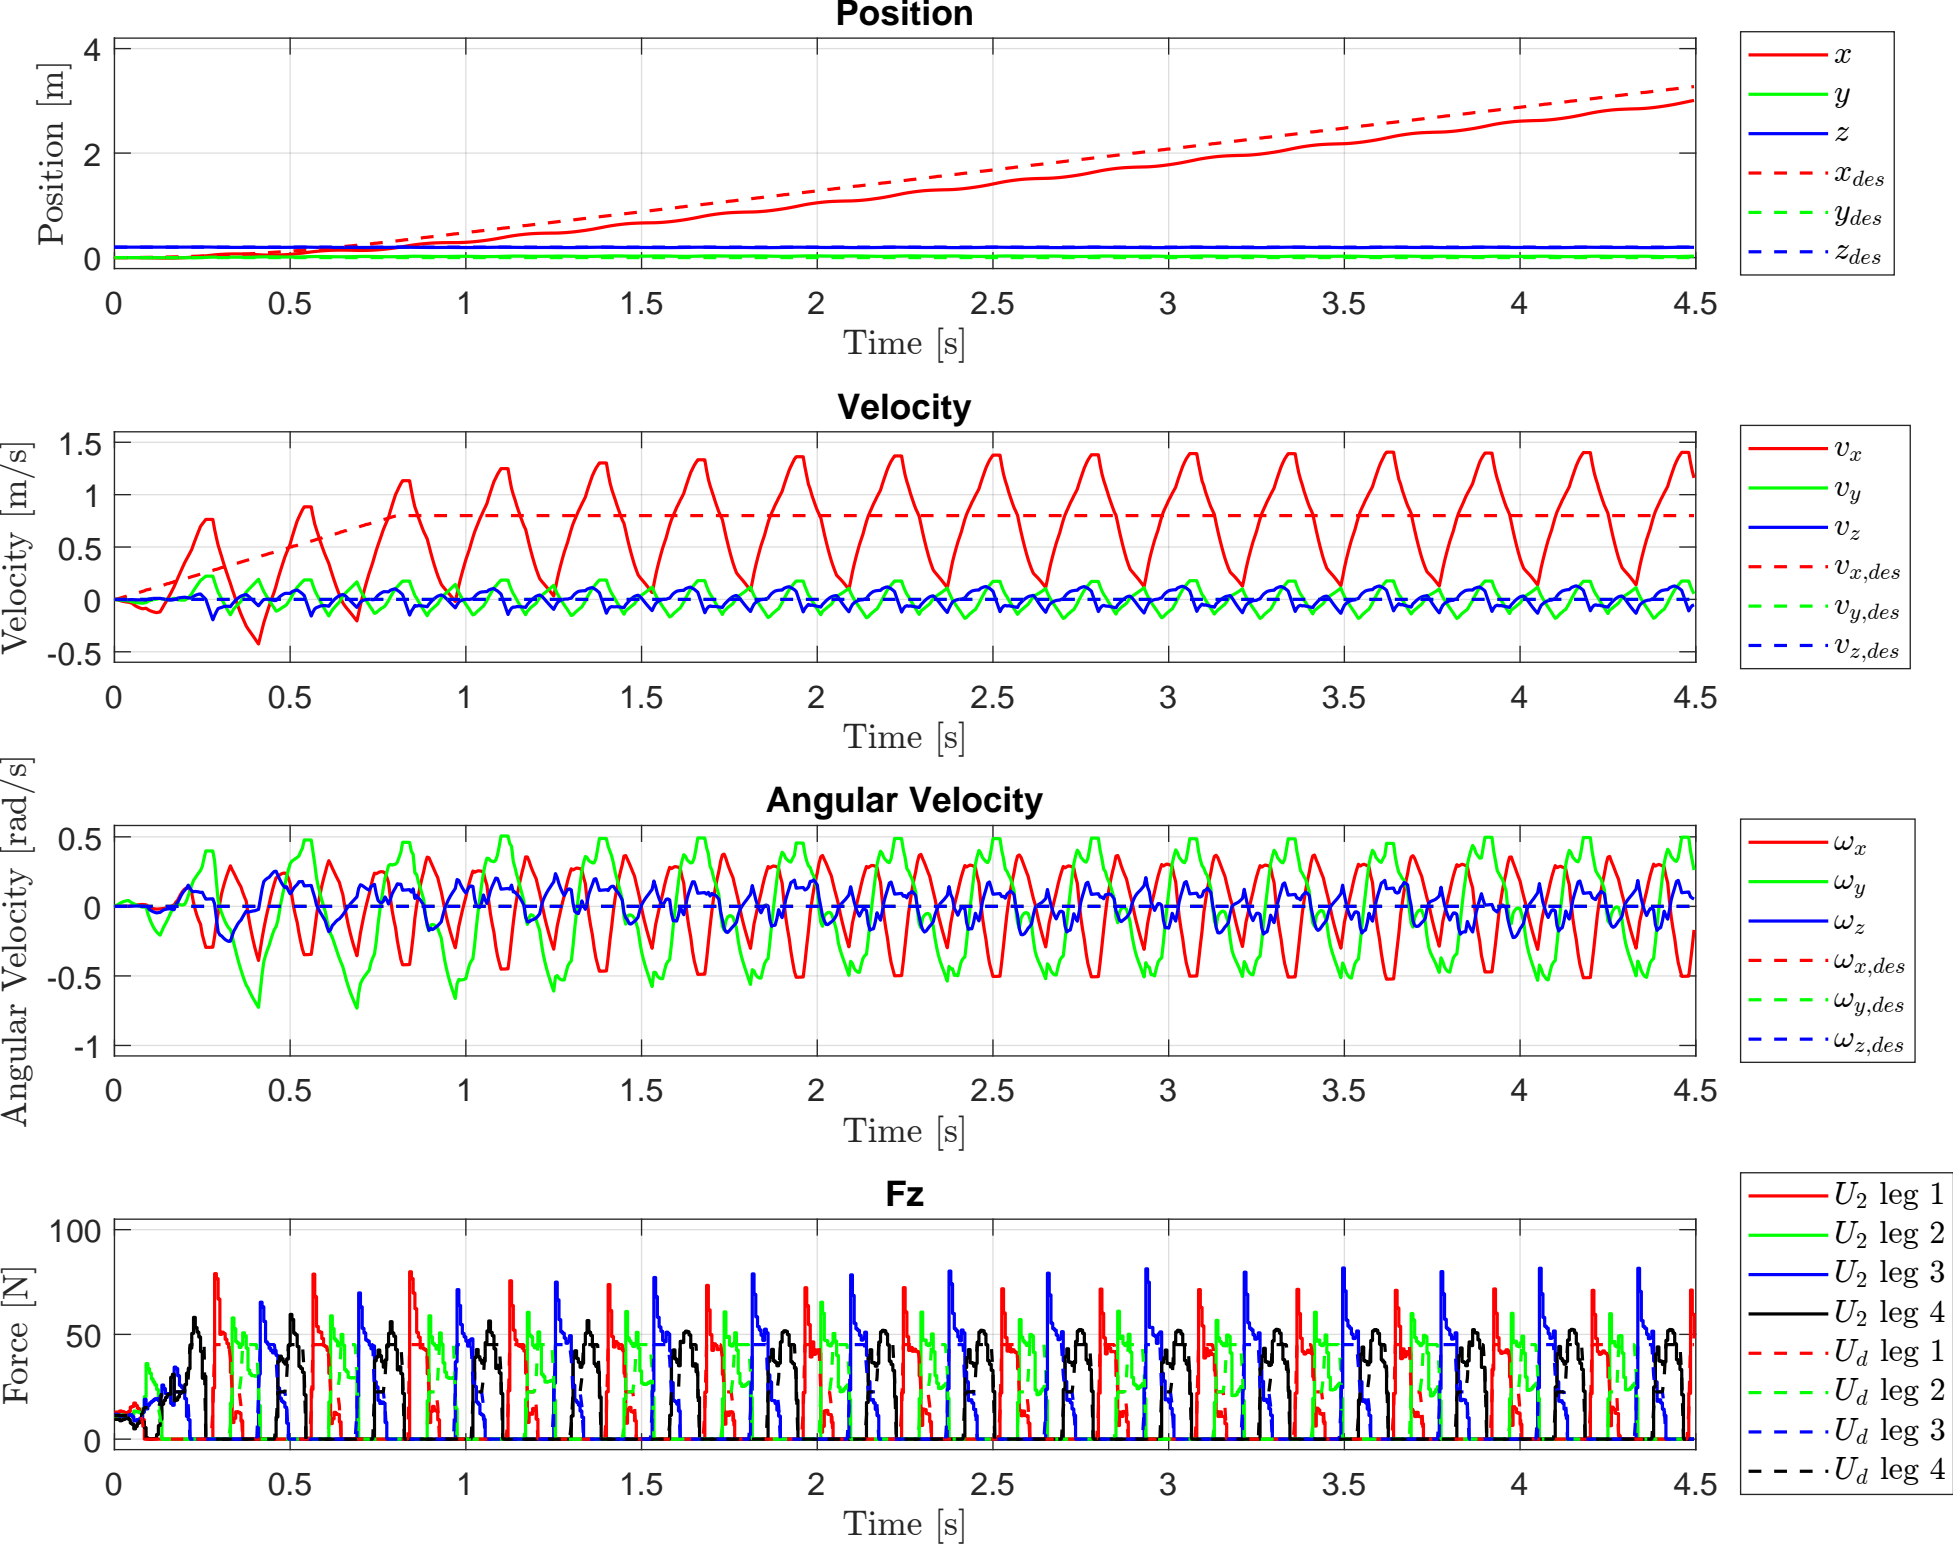 Position
Position [m]
4
2
0
0 0.5 1 1.5 2 2.5 3 3.5 4 4.5
Time [s]
x
y
z
x_des
y_des
z_des
Velocity
Velocity [m/s]
1.5
1
0.5
0
-0.5
0 0.5 1 1.5 2 2.5 3 3.5 4 4.5
Time [s]
v_x
v_y
v_z
v_x,des
v_y,des
v_z,des
Angular Velocity
Angular Velocity [rad/s]
0.5
0
-0.5
-1
0 0.5 1 1.5 2 2.5 3 3.5 4 4.5
Time [s]
ω_x
ω_y
ω_z
ω_x,des
ω_y,des
ω_z,des
Fz
Force [N]
100
50
0
0 0.5 1 1.5 2 2.5 3 3.5 4 4.5
Time [s]
U_2 leg 1
U_2 leg 2
U_2 leg 3
U_2 leg 4
U_d leg 1
U_d leg 2
U_d leg 3
U_d leg 4